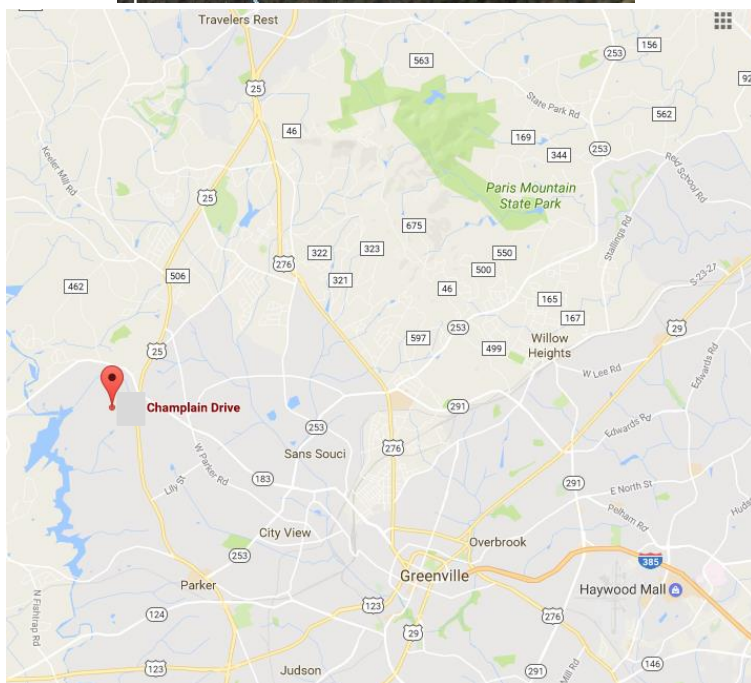 Travelers Rest
253
156
563
92
25
State Park Rd
562
46
169
253
344
Keeler Mill Rd
Reid School Rd
Paris Mountain
State Park
25
675
Stallings Rd
322
323
550
276
500
506
321
S-23-21
462
46
165
167
253
29
597
Willow
Heights
499
25
W Lee Rd
Edwards Rd
Champlain Drive
291
Edwards Rd
253
W Parker Rd
276
Sans Souci
183
291
E North St
Lily St
Pelham Rd
City View
Overbrook
253
385
Greenville
Parker
Haywood Mall
N Fishtrap Rd
124
123
276
29
123
Judson
291
146